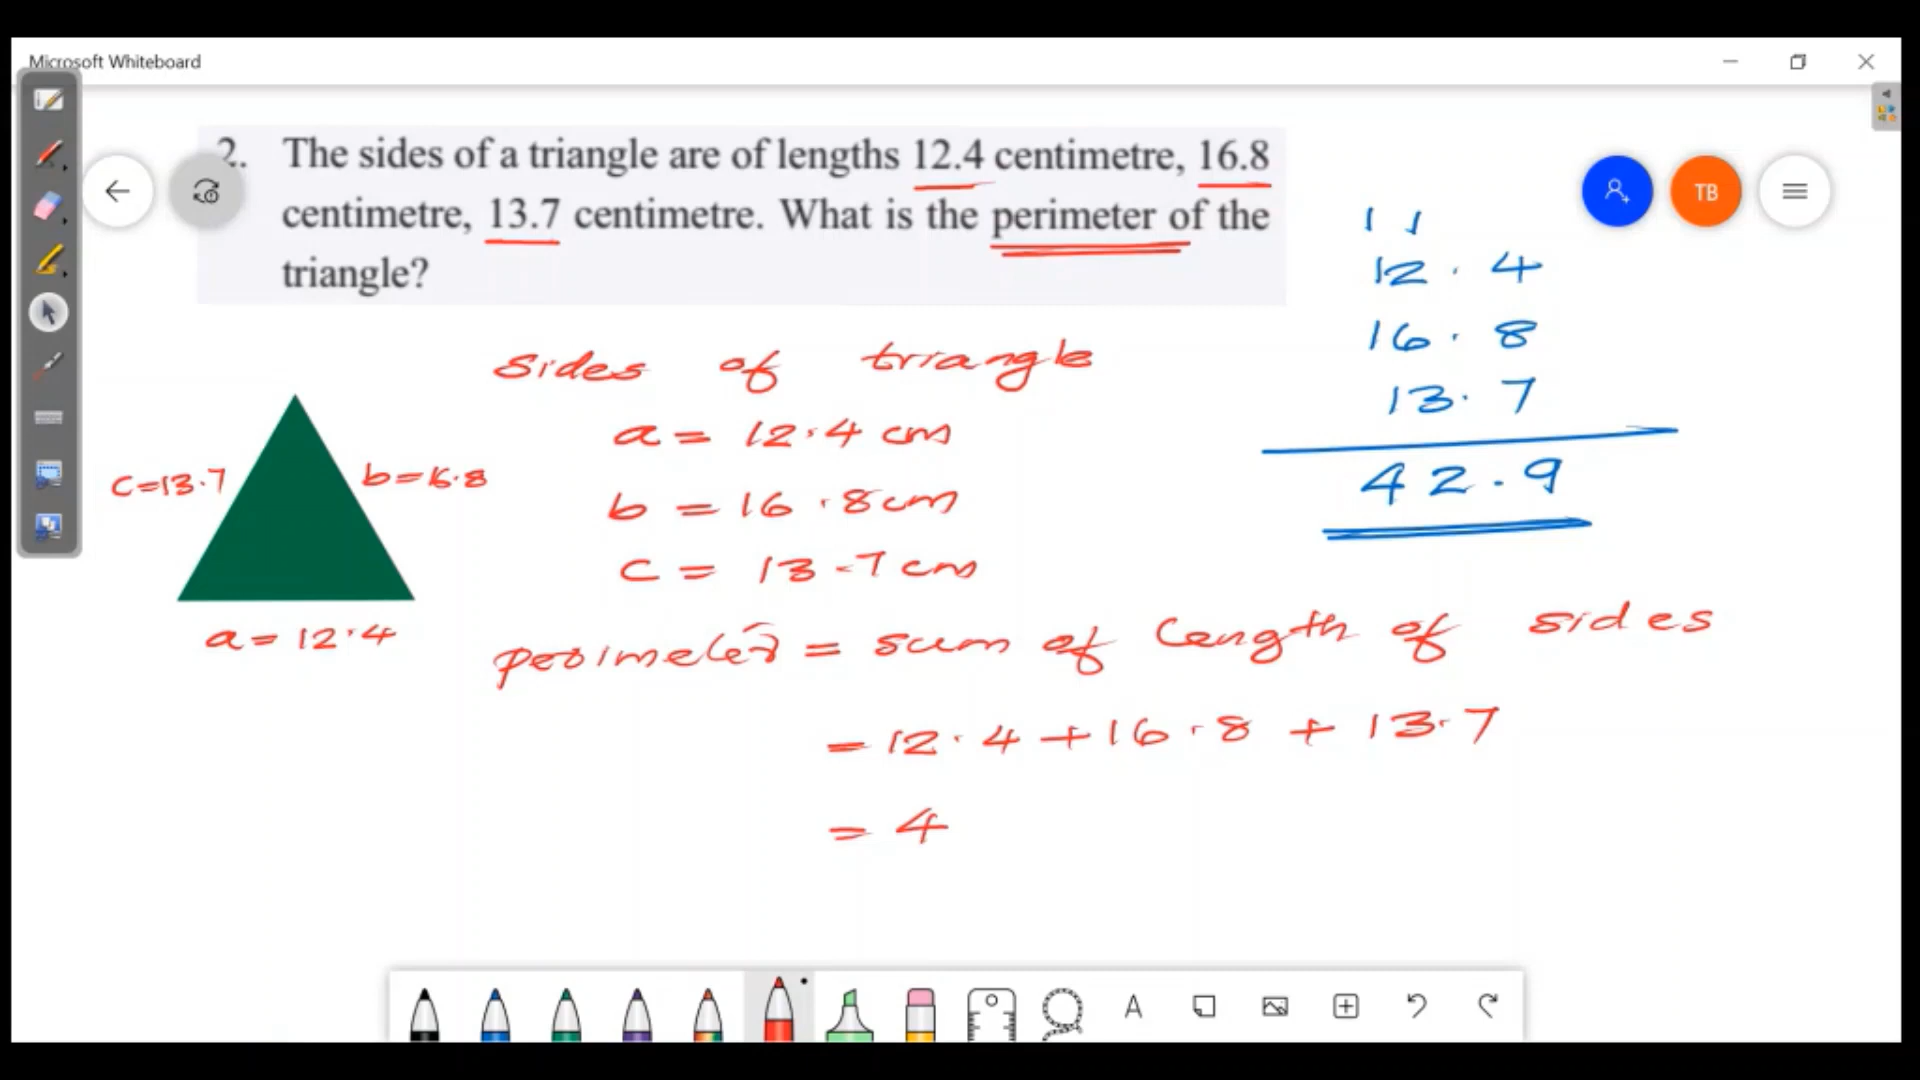 Microsoft Whiteboard
2. The sides of a triangle are of lengths 12.4 centimetre, 16.8
centimetre, 13.7 centimetre. What is the perimeter of the
triangle?
TB
1 1
12.4
16.8
13.7
42.9
sides of triangle
a = 12.4 cm
b = 16.8 cm
c = 13.7 cm
c=13.7
b=16.8
a = 12.4
perimeter = sum of length of sides
= 12.4 + 16.8 + 13.7
= 4
A